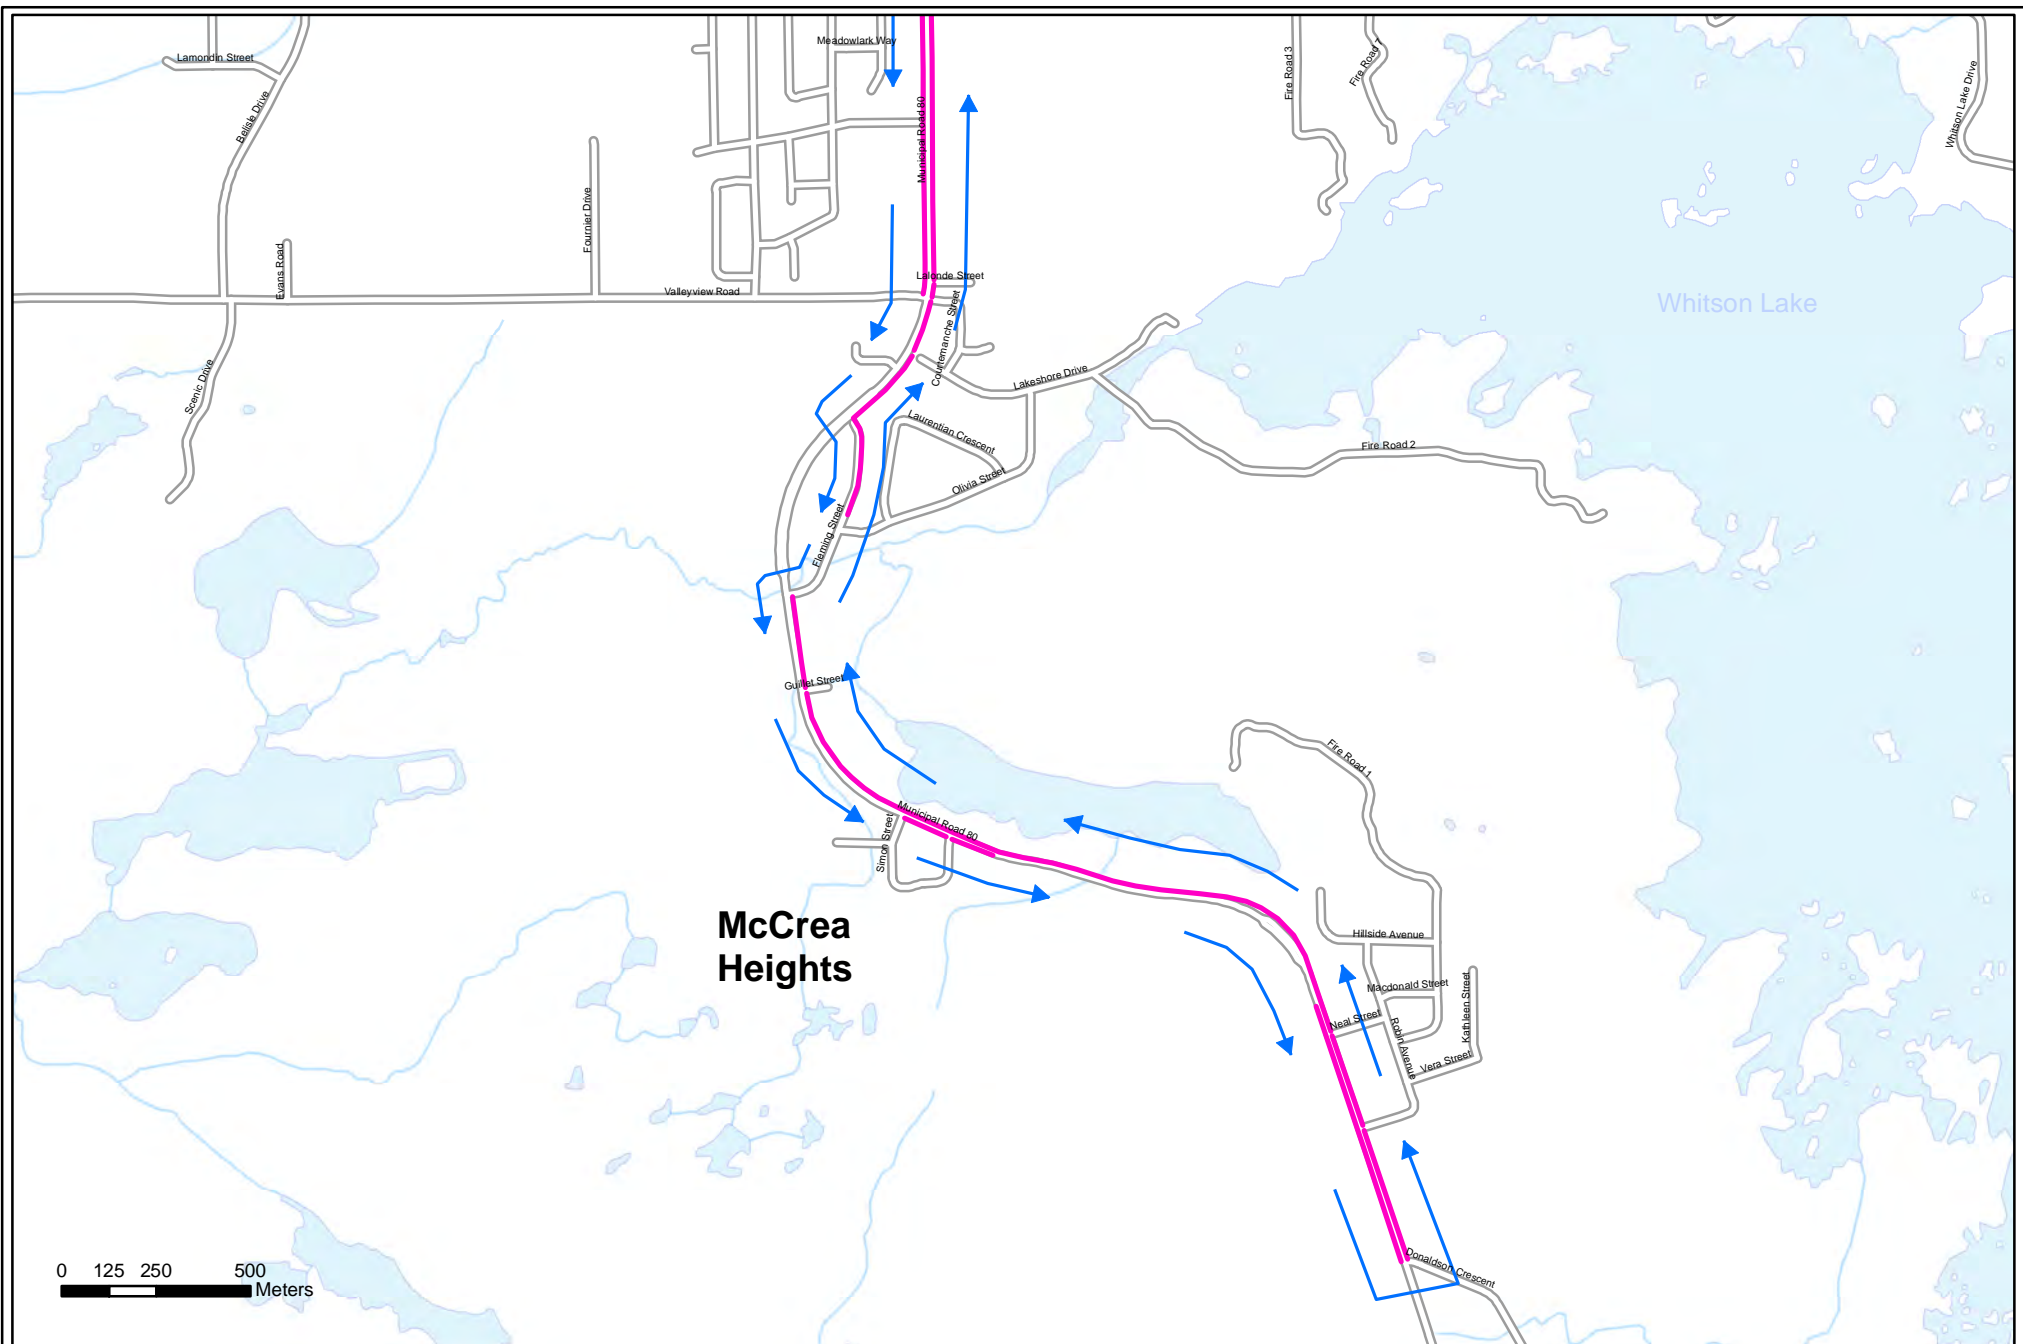 Meadowlark Way
Lamondin Street
Belisle Drive
Municipal Road 80
Fire Road 3
Fire Road 7
Whitson Lake Drive
Fournier Drive
Evans Road
Valleyview Road
Lalonde Street
Whitson Lake
Courtemanche Street
Scenic Drive
Lakeshore Drive
Laurentian Crescent
Fire Road 2
Olivia Street
Fleming Street
Guillet Street
Fire Road 1
Municipal Road 80
Simon Street
McCrea
Heights
Hillside Avenue
Macdonald Street
Kathleen Street
Neal Street
Robin Avenue
Vera Street
Donaldson Crescent
0 125 250 500
Meters